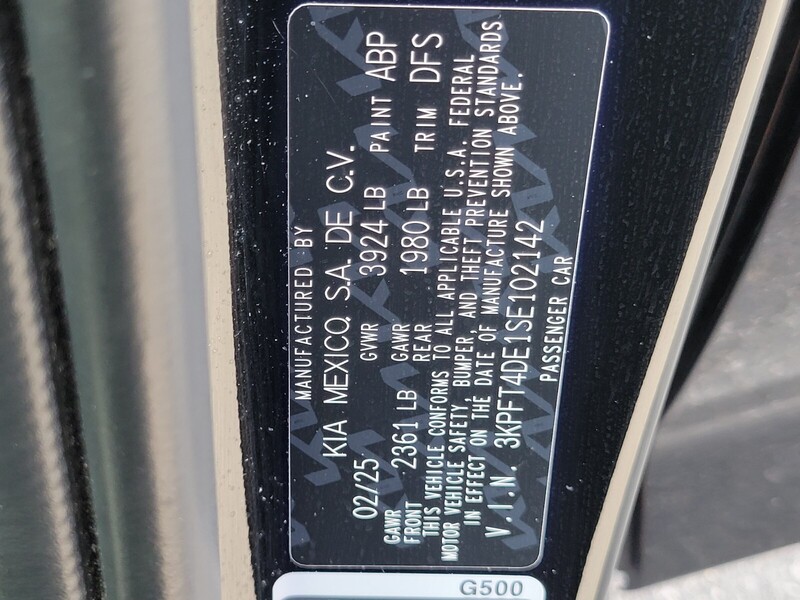 MANUFACTURED BY
KIA MEXICO, S.A. DE C.V.
02/25 GVWR 3924 LB PAINT ABP
GAWR FRONT 2361 LB GAWR REAR 1980 LB TRIM DFS
THIS VEHICLE CONFORMS TO ALL APPLICABLE U.S.A. FEDERAL
MOTOR VEHICLE SAFETY, BUMPER, AND THEFT PREVENTION STANDARDS
IN EFFECT ON THE DATE OF MANUFACTURE SHOWN ABOVE.
V.I.N. 3KPFT4DE1SE102142
PASSENGER CAR
G500